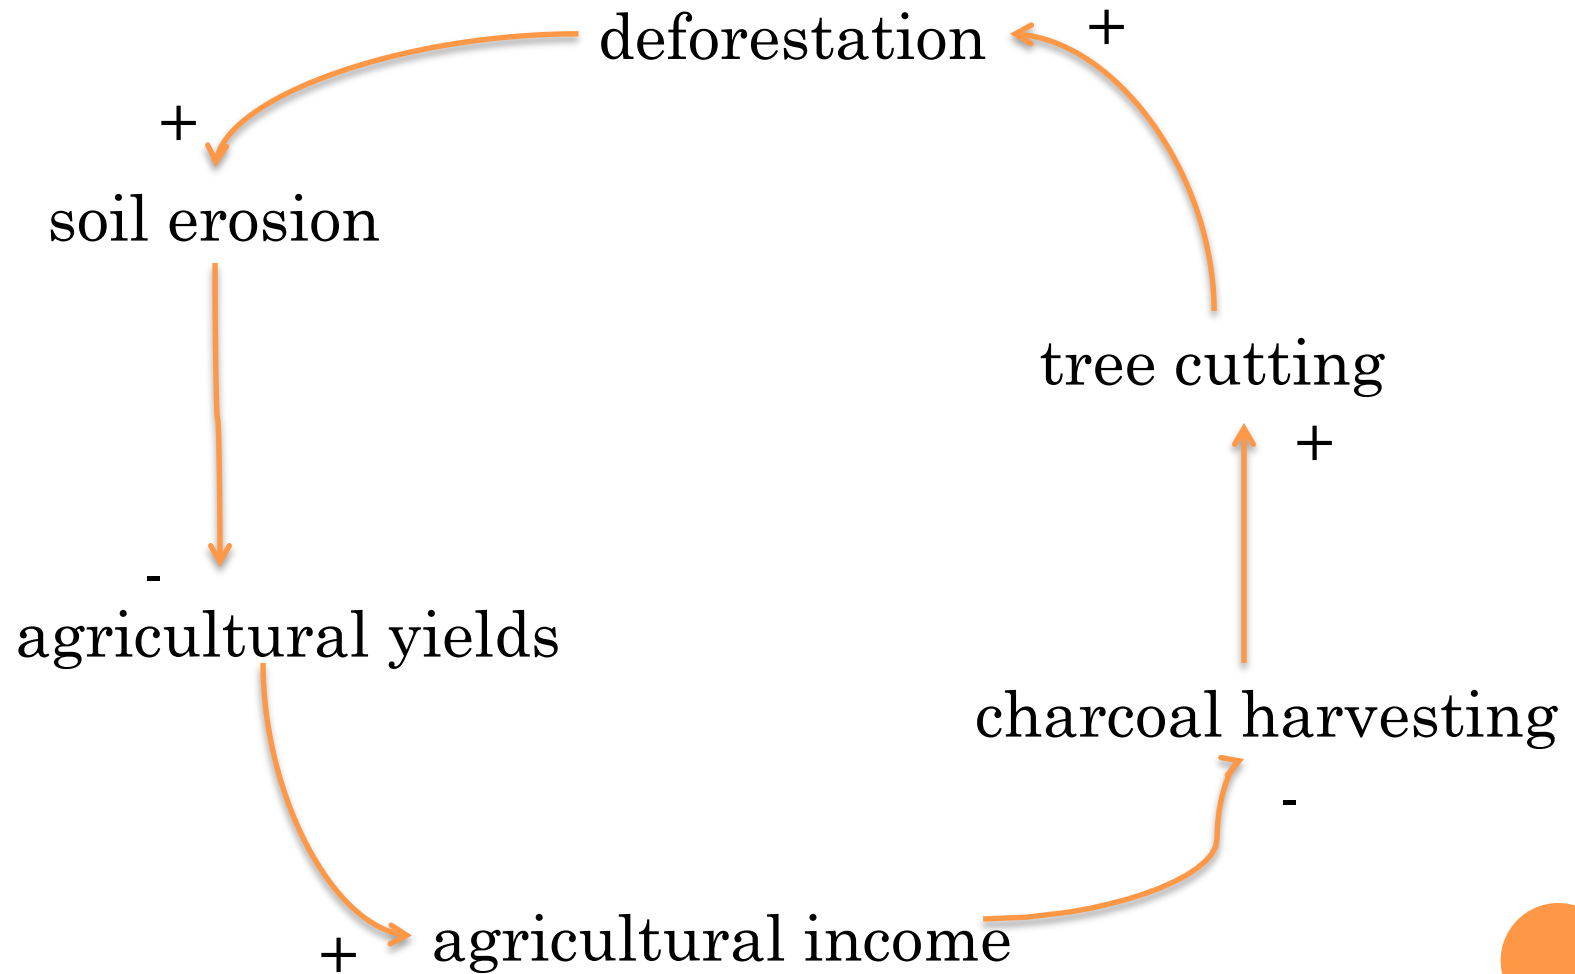 deforestation
+
+
soil erosion
tree cutting
+
-
agricultural yields
charcoal harvesting
-
agricultural income
+